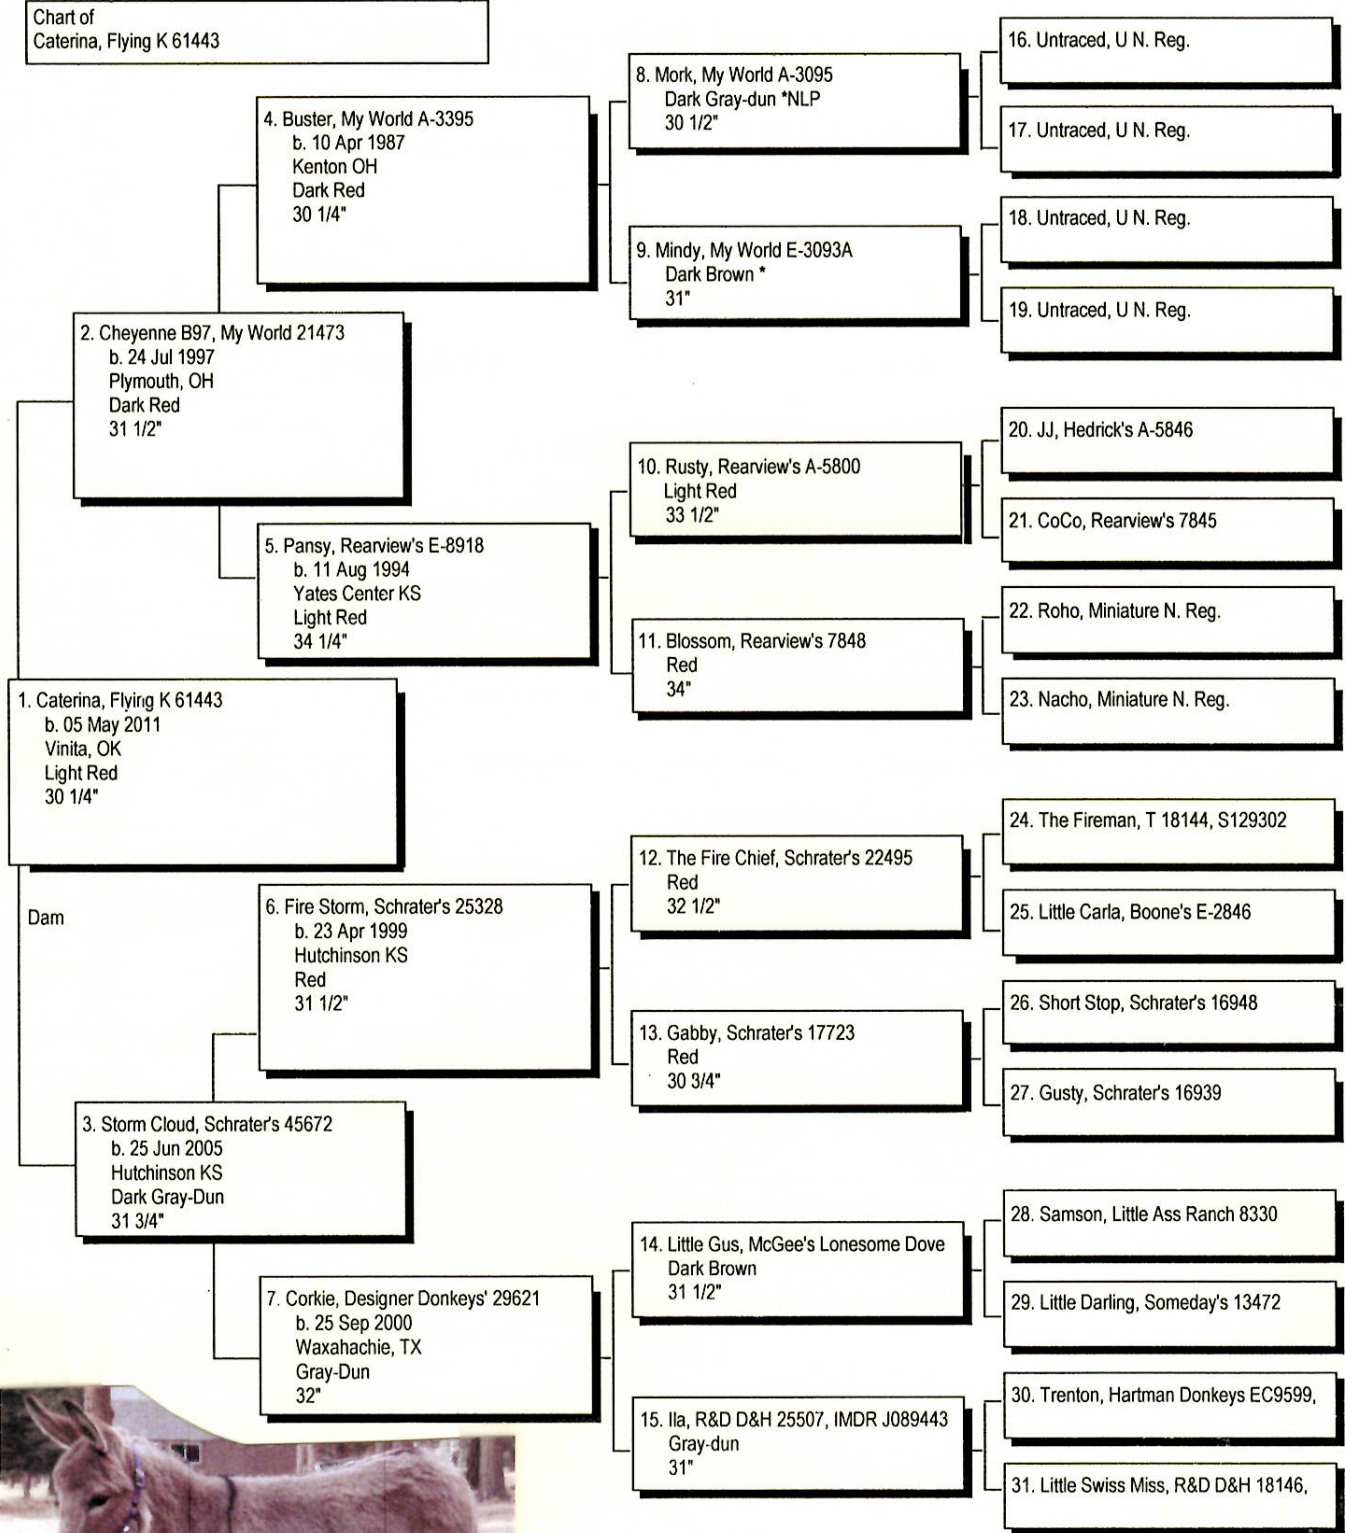 Chart of
Caterina, Flying K 61443
16. Untraced, U N. Reg.
8. Mork, My World A-3095
Dark Gray-dun *NLP
30 1/2"
4. Buster, My World A-3395
b. 10 Apr 1987
Kenton OH
Dark Red
30 1/4"
17. Untraced, U N. Reg.
18. Untraced, U N. Reg.
9. Mindy, My World E-3093A
Dark Brown *
31"
19. Untraced, U N. Reg.
2. Cheyenne B97, My World 21473
b. 24 Jul 1997
Plymouth, OH
Dark Red
31 1/2"
20. JJ, Hedrick's A-5846
10. Rusty, Rearview's A-5800
Light Red
33 1/2"
21. CoCo, Rearview's 7845
5. Pansy, Rearview's E-8918
b. 11 Aug 1994
Yates Center KS
Light Red
34 1/4"
22. Roho, Miniature N. Reg.
11. Blossom, Rearview's 7848
Red
34"
23. Nacho, Miniature N. Reg.
1. Caterina, Flying K 61443
b. 05 May 2011
Vinita, OK
Light Red
30 1/4"
24. The Fireman, T 18144, S129302
12. The Fire Chief, Schrater's 22495
Red
32 1/2"
25. Little Carla, Boone's E-2846
Dam
6. Fire Storm, Schrater's 25328
b. 23 Apr 1999
Hutchinson KS
Red
31 1/2"
26. Short Stop, Schrater's 16948
13. Gabby, Schrater's 17723
Red
30 3/4"
27. Gusty, Schrater's 16939
3. Storm Cloud, Schrater's 45672
b. 25 Jun 2005
Hutchinson KS
Dark Gray-Dun
31 3/4"
28. Samson, Little Ass Ranch 8330
14. Little Gus, McGee's Lonesome Dove
Dark Brown
31 1/2"
29. Little Darling, Someday's 13472
7. Corkie, Designer Donkeys' 29621
b. 25 Sep 2000
Waxahachie, TX
Gray-Dun
32"
30. Trenton, Hartman Donkeys EC9599,
15. Ila, R&D D&H 25507, IMDR J089443
Gray-dun
31"
31. Little Swiss Miss, R&D D&H 18146,